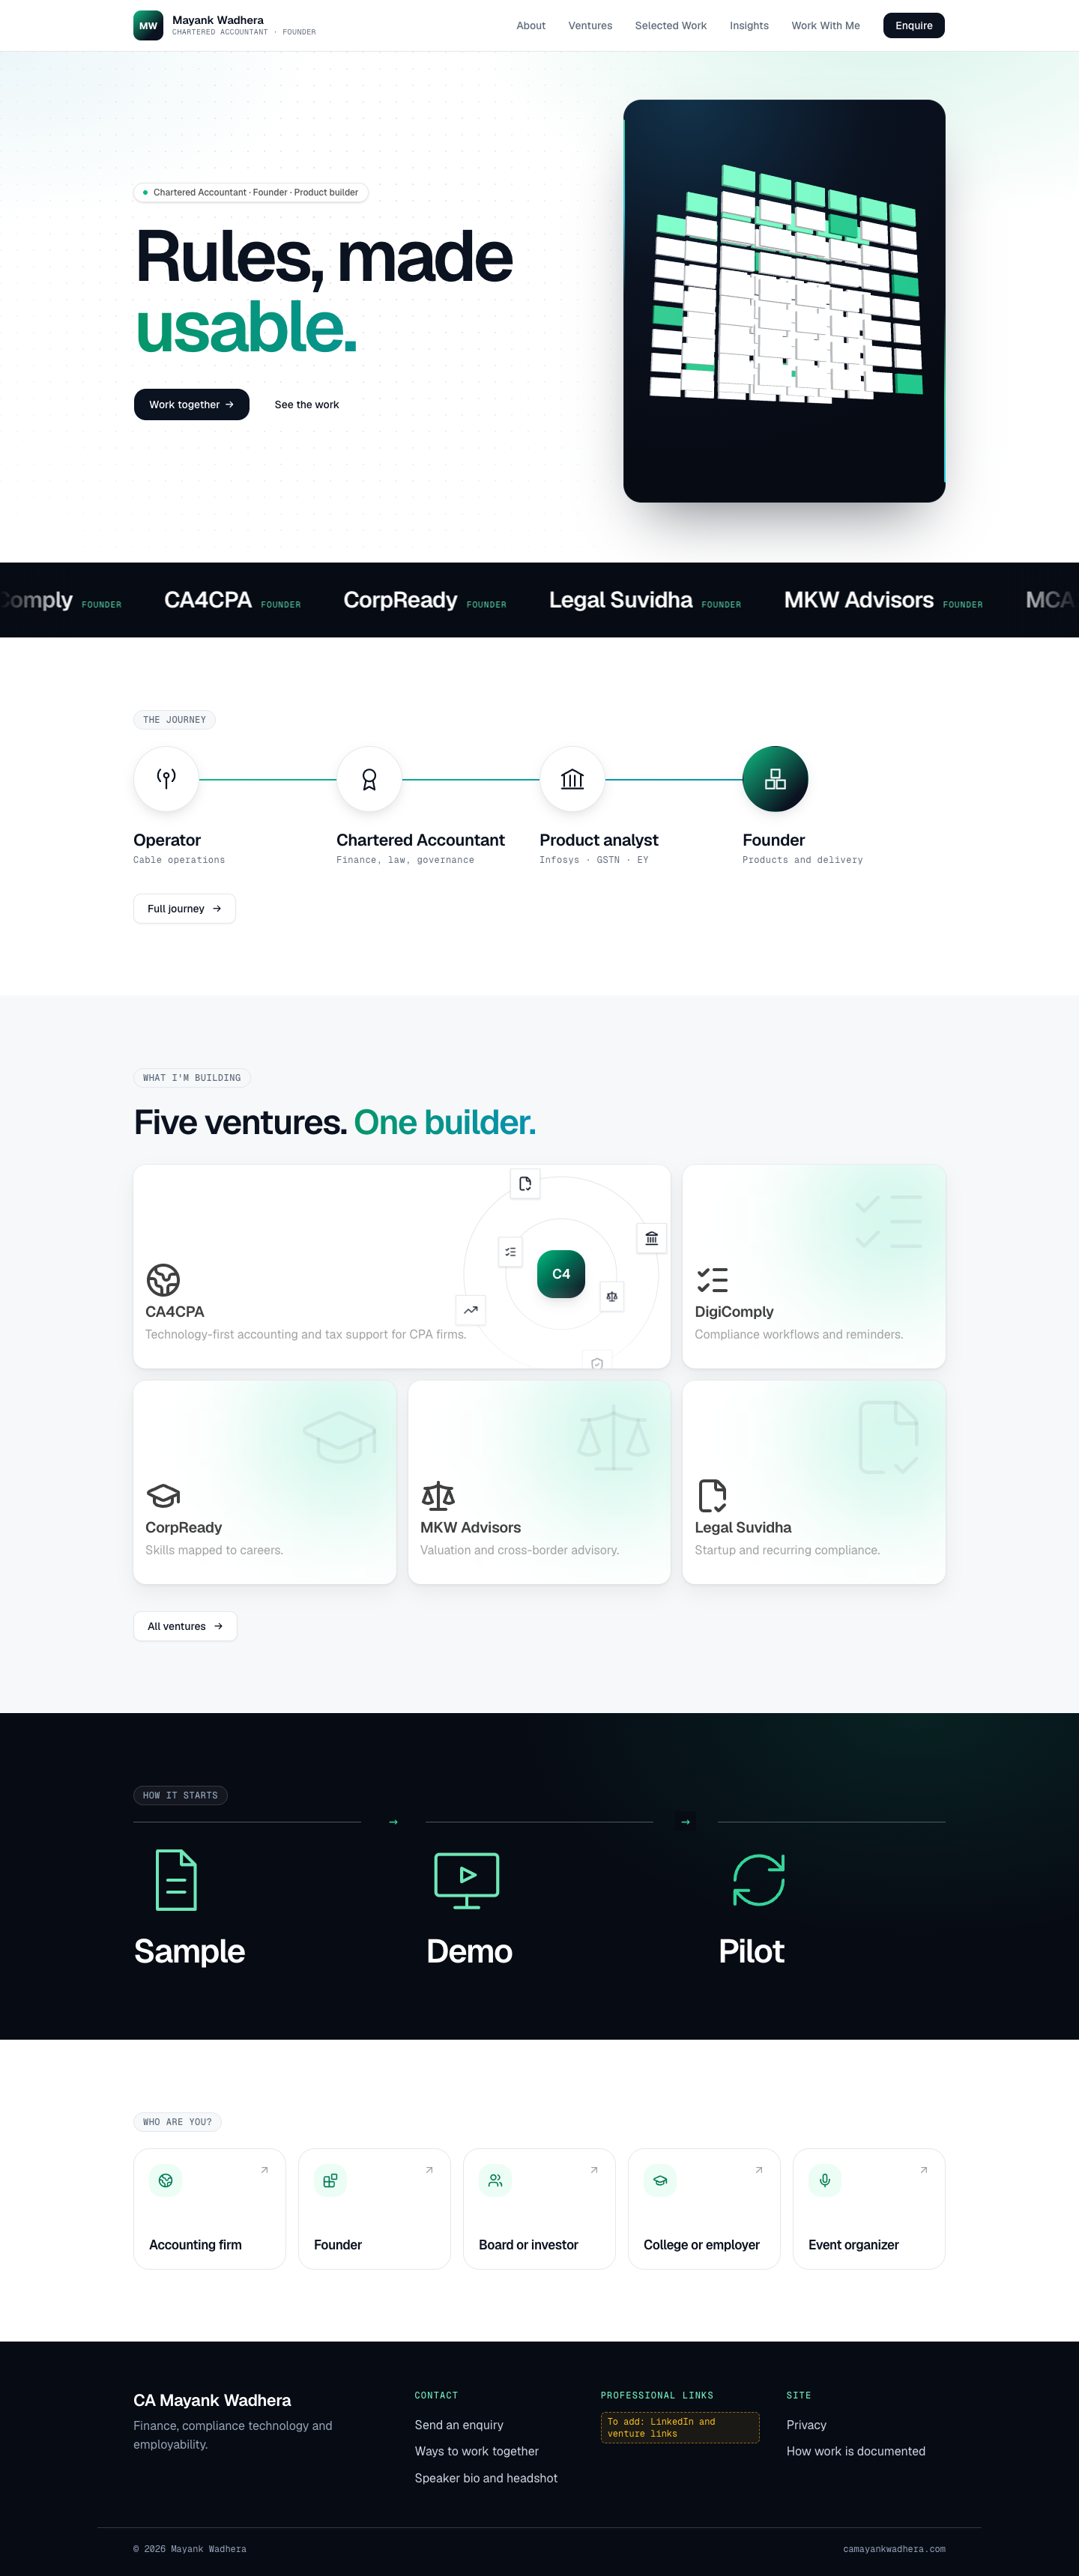 MW
Mayank Wadhera
CHARTERED ACCOUNTANT · FOUNDER
About
Ventures
Selected Work
Insights
Work With Me
Enquire
Chartered Accountant · Founder · Product builder
Rules, made
usable.
Work together →
See the work
Comply FOUNDER
CA4CPA FOUNDER
CorpReady FOUNDER
Legal Suvidha FOUNDER
MKW Advisors FOUNDER
MCA
THE JOURNEY
Operator
Cable operations
Chartered Accountant
Finance, law, governance
Product analyst
Infosys · GSTN · EY
Founder
Products and delivery
Full journey →
WHAT I'M BUILDING
Five ventures. One builder.
C4
CA4CPA
Technology-first accounting and tax support for CPA firms.
DigiComply
Compliance workflows and reminders.
CorpReady
Skills mapped to careers.
MKW Advisors
Valuation and cross-border advisory.
Legal Suvidha
Startup and recurring compliance.
All ventures →
HOW IT STARTS
→
→
Sample
Demo
Pilot
WHO ARE YOU?
Accounting firm
Founder
Board or investor
College or employer
Event organizer
CA Mayank Wadhera
Finance, compliance technology and
employability.
CONTACT
Send an enquiry
Ways to work together
Speaker bio and headshot
PROFESSIONAL LINKS
To add: LinkedIn and
venture links
SITE
Privacy
How work is documented
© 2026 Mayank Wadhera
camayankwadhera.com